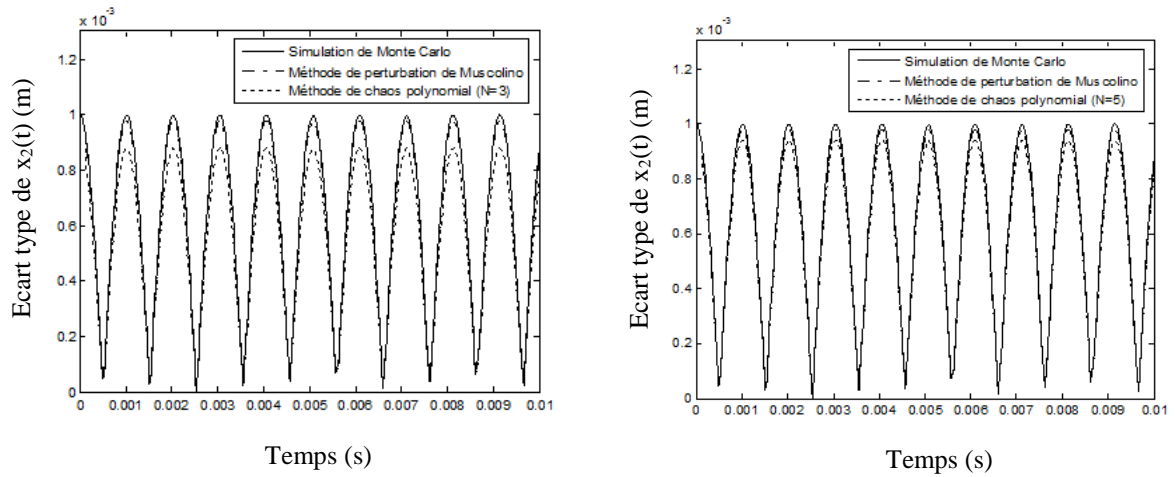 x 10⁻³
Ecart type de x₂(t) (m)
1.2
1
0.8
0.6
0.4
0.2
0
Simulation de Monte Carlo
Méthode de perturbation de Muscolino
Méthode de chaos polynomial (N=3)
0 0.001 0.002 0.003 0.004 0.005 0.006 0.007 0.008 0.009 0.01
Temps (s)
x 10⁻³
Ecart type de x₂(t) (m)
1.2
1
0.8
0.6
0.4
0.2
0
Simulation de Monte Carlo
Méthode de perturbation de Muscolino
Méthode de chaos polynomial (N=5)
0 0.001 0.002 0.003 0.004 0.005 0.006 0.007 0.008 0.009 0.01
Temps (s)